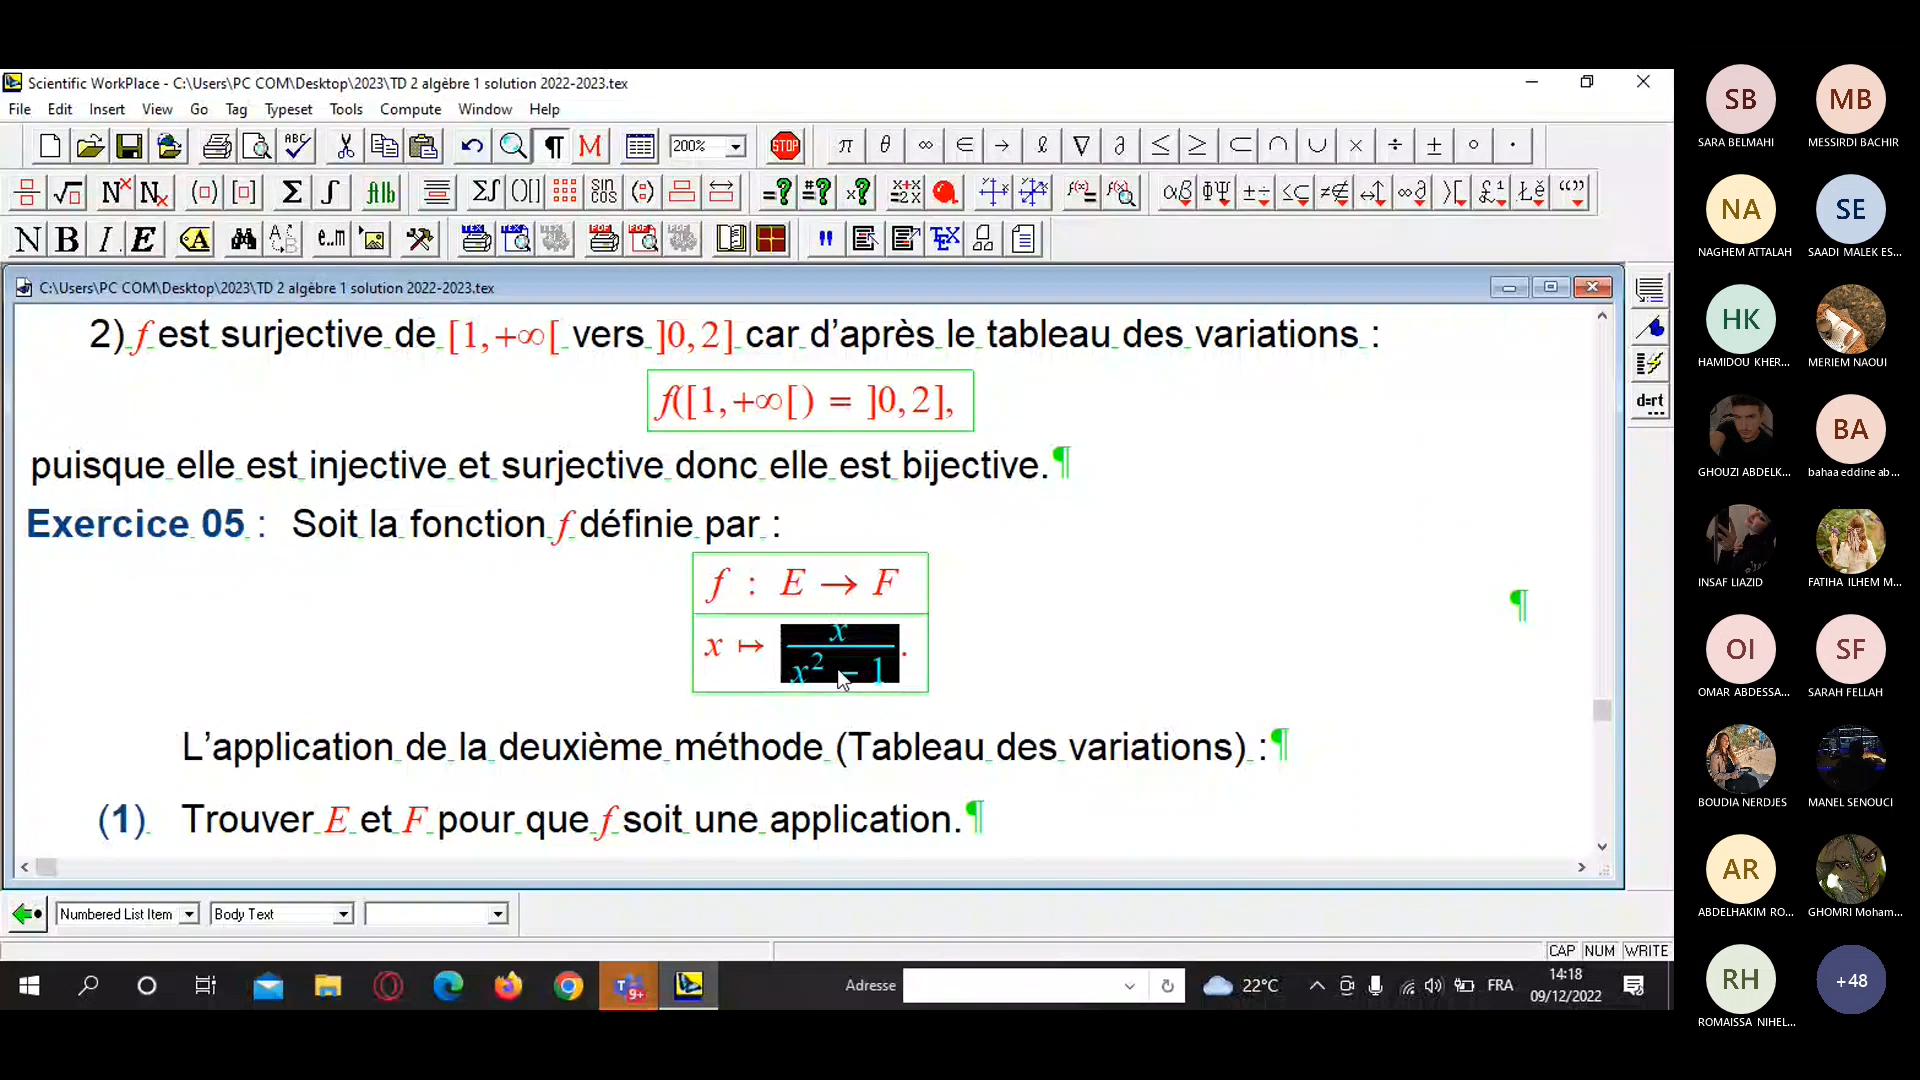 Scientific WorkPlace - C:\Users\PC COM\Desktop\2023\TD 2 algèbre 1 solution 2022-2023.tex
File Edit Insert View Go Tag Typeset Tools Compute Window Help
200%
STOP
π θ ∞ ∈ → ℓ ∇ ∂ ≤ ≥ ⊂ ∩ ∪ × ÷ ± ∘ ·
N B I E
C:\Users\PC COM\Desktop\2023\TD 2 algèbre 1 solution 2022-2023.tex
2) f est surjective de [1,+∞[ vers ]0,2] car d’après le tableau des variations :
f([1,+∞[) = ]0,2],
puisque elle est injective et surjective donc elle est bijective.¶
Exercice 05 : Soit la fonction f définie par :
f : E → F
x ↦ x/(x² − 1). ¶
L’application de la deuxième méthode (Tableau des variations) :¶
(1) Trouver E et F pour que f soit une application.¶
Numbered List Item Body Text
CAP NUM WRITE
Adresse 22°C FRA 14:18
09/12/2022
SB MB
SARA BELMAHI MESSIRDI BACHIR
NA SE
NAGHEM ATTALAH SAADI MALEK ES...
HK
HAMIDOU KHER... MERIEM NAOUI
BA
GHOUZI ABDELK... bahaa eddine ab...
INSAF LIAZID FATIHA ILHEM M...
OI SF
OMAR ABDESSA... SARAH FELLAH
BOUDIA NERDJES MANEL SENOUCI
AR
ABDELHAKIM RO... GHOMRI Moham...
RH +48
ROMAISSA NIHEL...